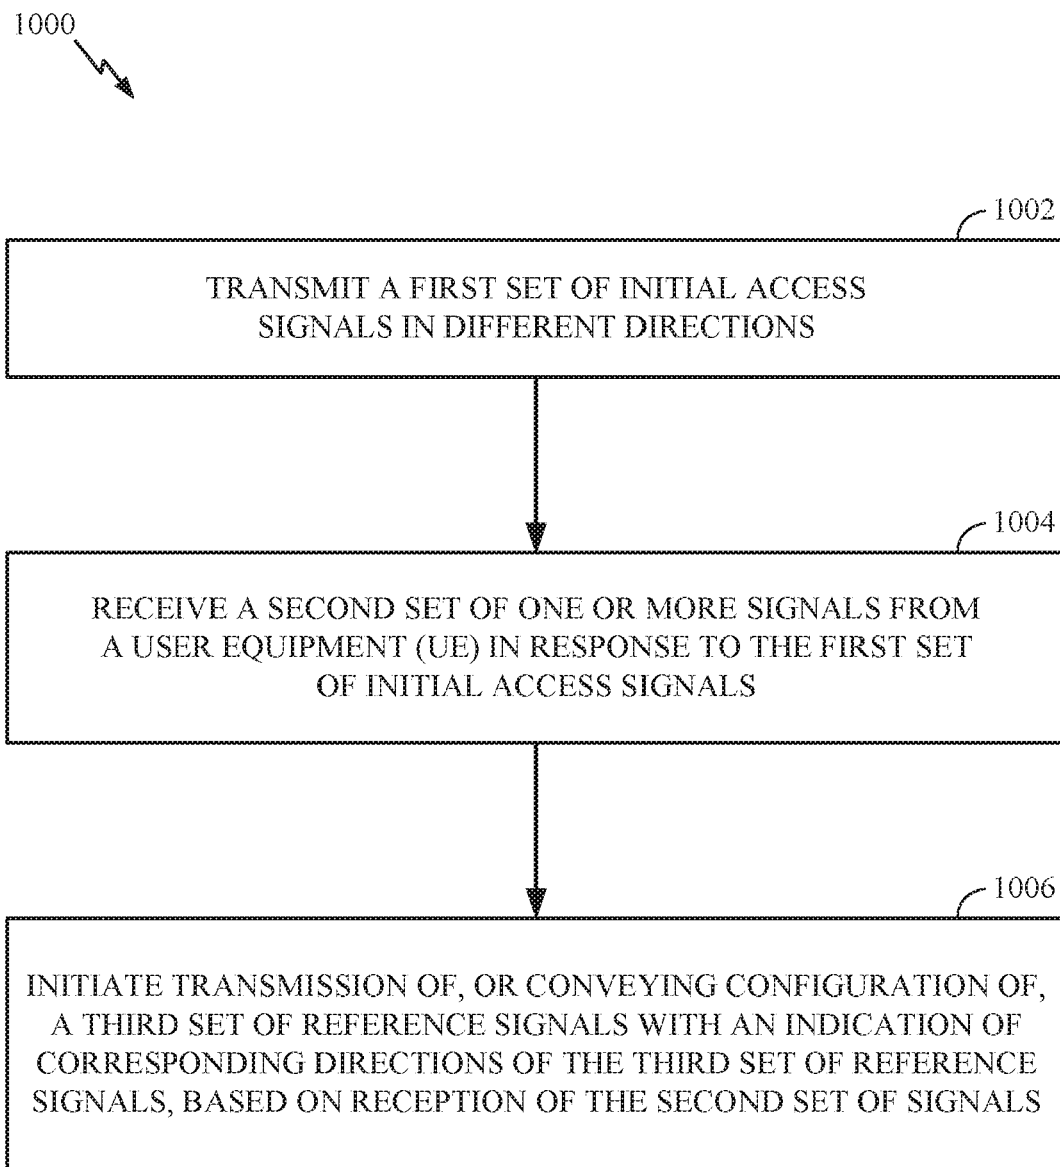 1000
1002
TRANSMIT A FIRST SET OF INITIAL ACCESS
SIGNALS IN DIFFERENT DIRECTIONS
1004
RECEIVE A SECOND SET OF ONE OR MORE SIGNALS FROM
A USER EQUIPMENT (UE) IN RESPONSE TO THE FIRST SET
OF INITIAL ACCESS SIGNALS
1006
INITIATE TRANSMISSION OF, OR CONVEYING CONFIGURATION OF,
A THIRD SET OF REFERENCE SIGNALS WITH AN INDICATION OF
CORRESPONDING DIRECTIONS OF THE THIRD SET OF REFERENCE
SIGNALS, BASED ON RECEPTION OF THE SECOND SET OF SIGNALS